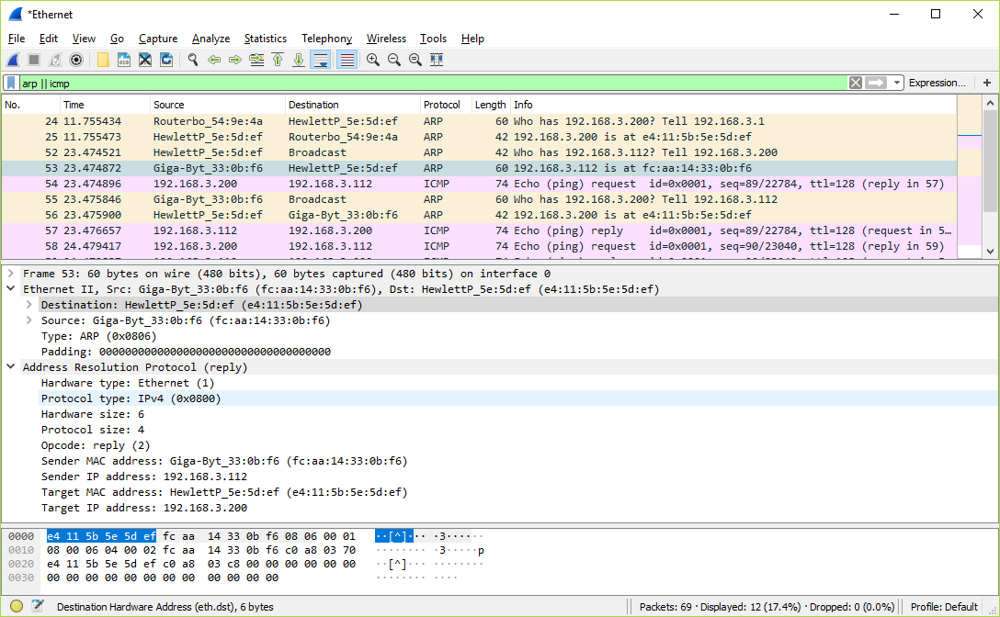 *Ethernet
File Edit View Go Capture Analyze Statistics Telephony Wireless Tools Help
arp || icmp Expression... +
No. Time Source Destination Protocol Length Info
24 11.755434 Routerbo_54:9e:4a HewlettP_5e:5d:ef ARP 60 Who has 192.168.3.200? Tell 192.168.3.1
25 11.755473 HewlettP_5e:5d:ef Routerbo_54:9e:4a ARP 42 192.168.3.200 is at e4:11:5b:5e:5d:ef
52 23.474521 HewlettP_5e:5d:ef Broadcast ARP 42 Who has 192.168.3.112? Tell 192.168.3.200
53 23.474872 Giga-Byt_33:0b:f6 HewlettP_5e:5d:ef ARP 60 192.168.3.112 is at fc:aa:14:33:0b:f6
54 23.474896 192.168.3.200 192.168.3.112 ICMP 74 Echo (ping) request id=0x0001, seq=89/22784, ttl=128 (reply in 57)
55 23.475846 Giga-Byt_33:0b:f6 Broadcast ARP 60 Who has 192.168.3.200? Tell 192.168.3.112
56 23.475900 HewlettP_5e:5d:ef Giga-Byt_33:0b:f6 ARP 42 192.168.3.200 is at e4:11:5b:5e:5d:ef
57 23.476657 192.168.3.112 192.168.3.200 ICMP 74 Echo (ping) reply id=0x0001, seq=89/22784, ttl=128 (request in 5...
58 24.479417 192.168.3.200 192.168.3.112 ICMP 74 Echo (ping) request id=0x0001, seq=90/23040, ttl=128 (reply in 59)
Frame 53: 60 bytes on wire (480 bits), 60 bytes captured (480 bits) on interface 0
Ethernet II, Src: Giga-Byt_33:0b:f6 (fc:aa:14:33:0b:f6), Dst: HewlettP_5e:5d:ef (e4:11:5b:5e:5d:ef)
Destination: HewlettP_5e:5d:ef (e4:11:5b:5e:5d:ef)
Source: Giga-Byt_33:0b:f6 (fc:aa:14:33:0b:f6)
Type: ARP (0x0806)
Padding: 000000000000000000000000000000000000
Address Resolution Protocol (reply)
Hardware type: Ethernet (1)
Protocol type: IPv4 (0x0800)
Hardware size: 6
Protocol size: 4
Opcode: reply (2)
Sender MAC address: Giga-Byt_33:0b:f6 (fc:aa:14:33:0b:f6)
Sender IP address: 192.168.3.112
Target MAC address: HewlettP_5e:5d:ef (e4:11:5b:5e:5d:ef)
Target IP address: 192.168.3.200
0000 e4 11 5b 5e 5d ef fc aa 14 33 0b f6 08 06 00 01 ··[^]··· ·3······
0010 08 00 06 04 00 02 fc aa 14 33 0b f6 c0 a8 03 70 ········ ·3·····p
0020 e4 11 5b 5e 5d ef c0 a8 03 c8 00 00 00 00 00 00 ··[^]··· ········
0030 00 00 00 00 00 00 00 00 00 00 00 00 ········ ····
Destination Hardware Address (eth.dst), 6 bytes Packets: 69 · Displayed: 12 (17.4%) · Dropped: 0 (0.0%) Profile: Default